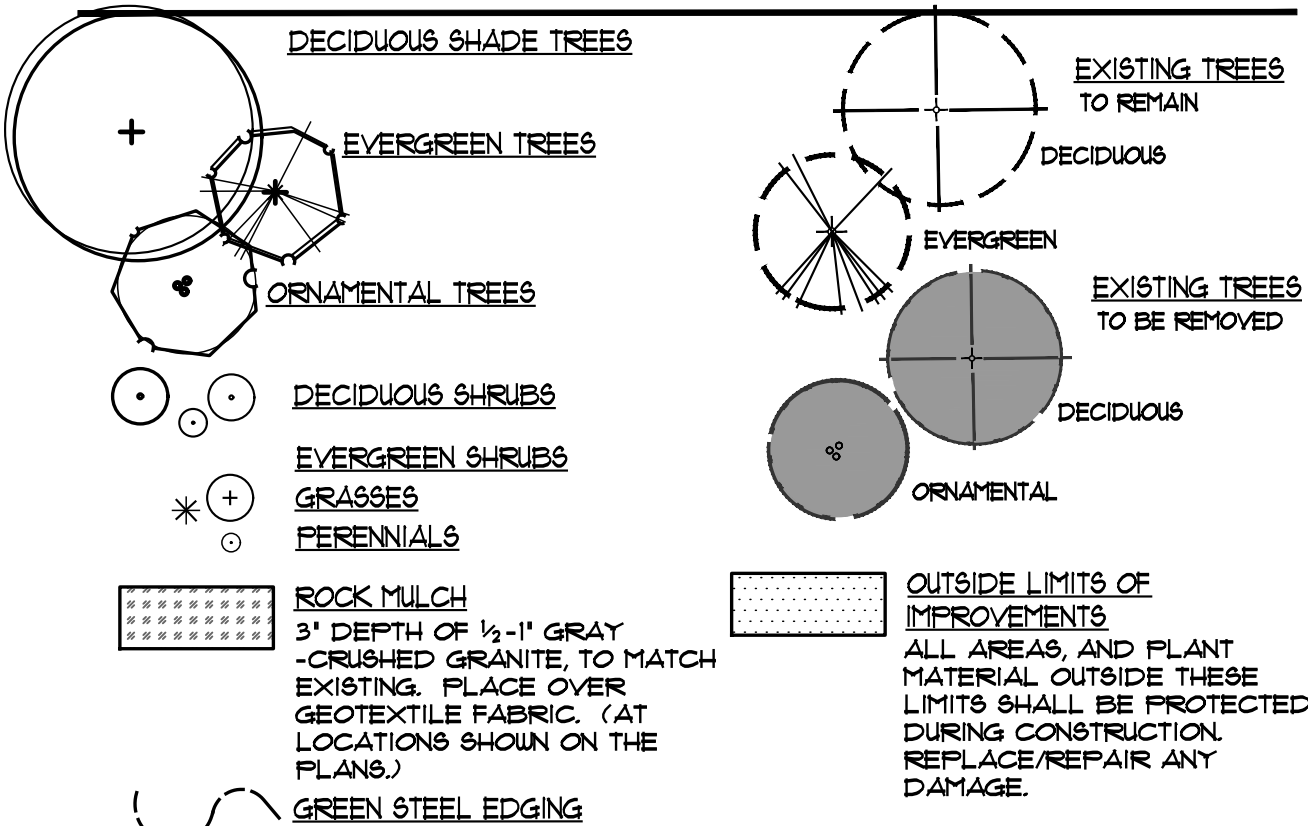 DECIDUOUS SHADE TREES
EVERGREEN TREES
ORNAMENTAL TREES
DECIDUOUS SHRUBS
EVERGREEN SHRUBS
GRASSES
PERENNIALS
ROCK MULCH
3" DEPTH OF ½-1" GRAY
-CRUSHED GRANITE, TO MATCH
EXISTING. PLACE OVER
GEOTEXTILE FABRIC. (AT
LOCATIONS SHOWN ON THE
PLANS.)
GREEN STEEL EDGING
EXISTING TREES
TO REMAIN
DECIDUOUS
EVERGREEN
EXISTING TREES
TO BE REMOVED
DECIDUOUS
ORNAMENTAL
OUTSIDE LIMITS OF
IMPROVEMENTS
ALL AREAS, AND PLANT
MATERIAL OUTSIDE THESE
LIMITS SHALL BE PROTECTED
DURING CONSTRUCTION.
REPLACE/REPAIR ANY
DAMAGE.